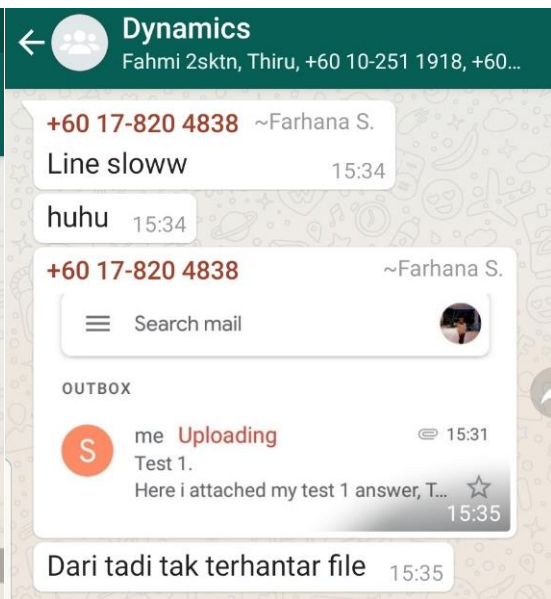 Dynamics
Fahmi 2sktn, Thiru, +60 10-251 1918, +60...
+60 17-820 4838 ~Farhana S.
Line sloww 15:34
huhu 15:34
+60 17-820 4838 ~Farhana S.
Search mail
OUTBOX
S
me Uploading 15:31
Test 1.
Here i attached my test 1 answer, T...
15:35
Dari tadi tak terhantar file 15:35